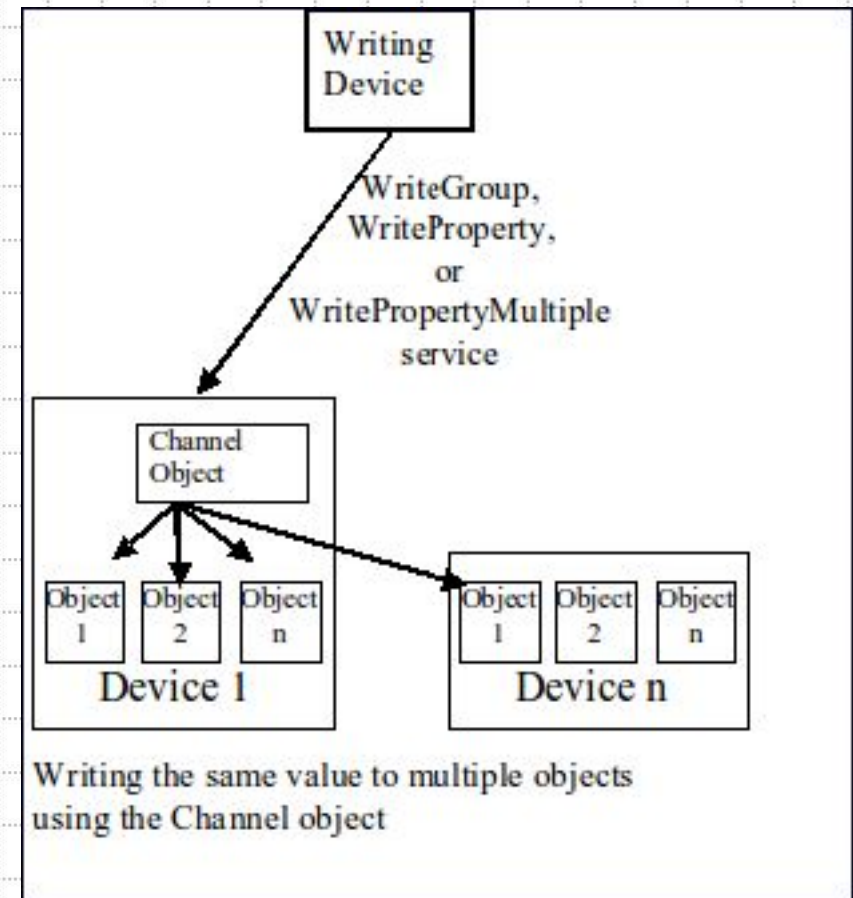 Writing
Device
WriteGroup,
WriteProperty,
or
WritePropertyMultiple
service
Channel
Object
Object
1
Object
2
Object
n
Device 1
Object
1
Object
2
Object
n
Device n
Writing the same value to multiple objects
using the Channel object